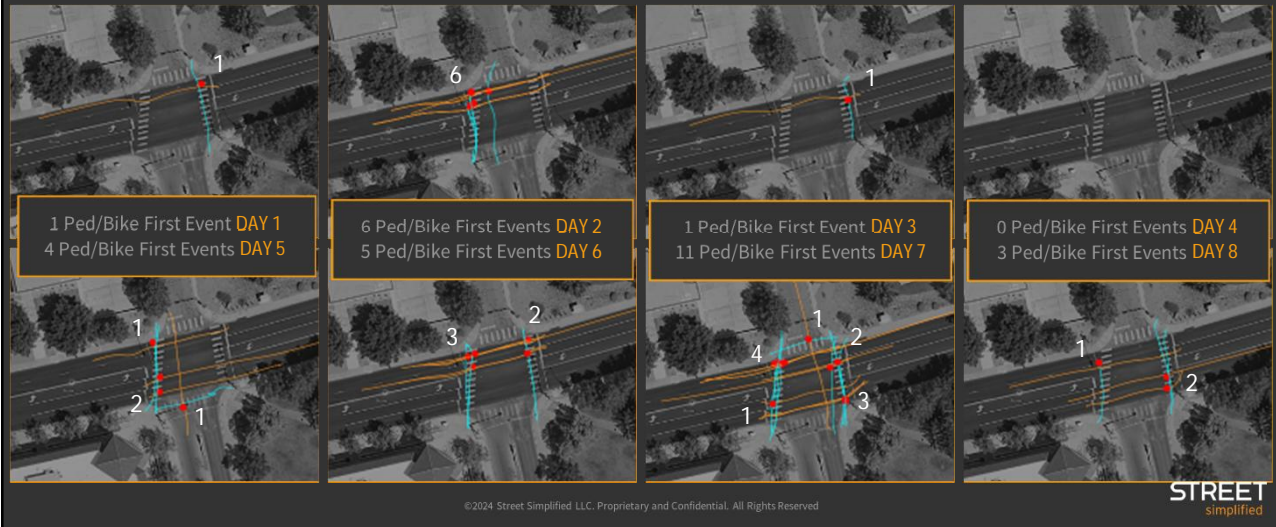 1
6
1
1 Ped/Bike First Event DAY 1
4 Ped/Bike First Events DAY 5
6 Ped/Bike First Events DAY 2
5 Ped/Bike First Events DAY 6
1 Ped/Bike First Event DAY 3
11 Ped/Bike First Events DAY 7
0 Ped/Bike First Events DAY 4
3 Ped/Bike First Events DAY 8
1
2
1
3
2
1
4
2
1
3
1
2
©2024 Street Simplified LLC. Proprietary and Confidential. All Rights Reserved
STREET
simplified